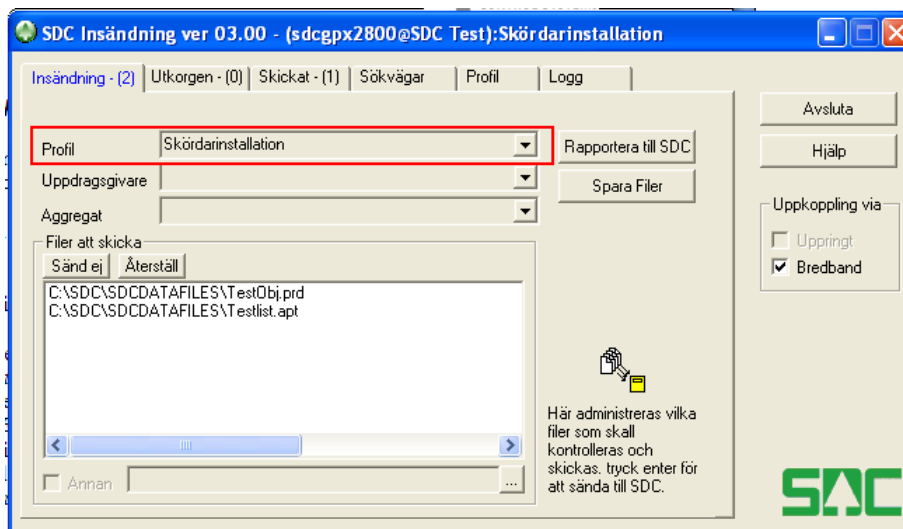 SDC Insändning ver 03.00 - (sdcgpx2800@SDC Test):Skördarinstallation
Insändning - (2)
Utkorgen - (0)
Skickat - (1)
Sökvägar
Profil
Logg
Profil
Skördarinstallation
Rapportera till SDC
Uppdragsgivare
Spara Filer
Aggregat
Filer att skicka
Sänd ej
Återställ
C:\SDC\SDCDATAFILES\TestObj.prd
C:\SDC\SDCDATAFILES\Testlist.apt
Annan
...
Här administreras vilka
filer som skall
kontrolleras och
skickas. tryck enter för
att sända till SDC.
Avsluta
Hjälp
Uppkoppling via
Uppringt
Bredband
SDC